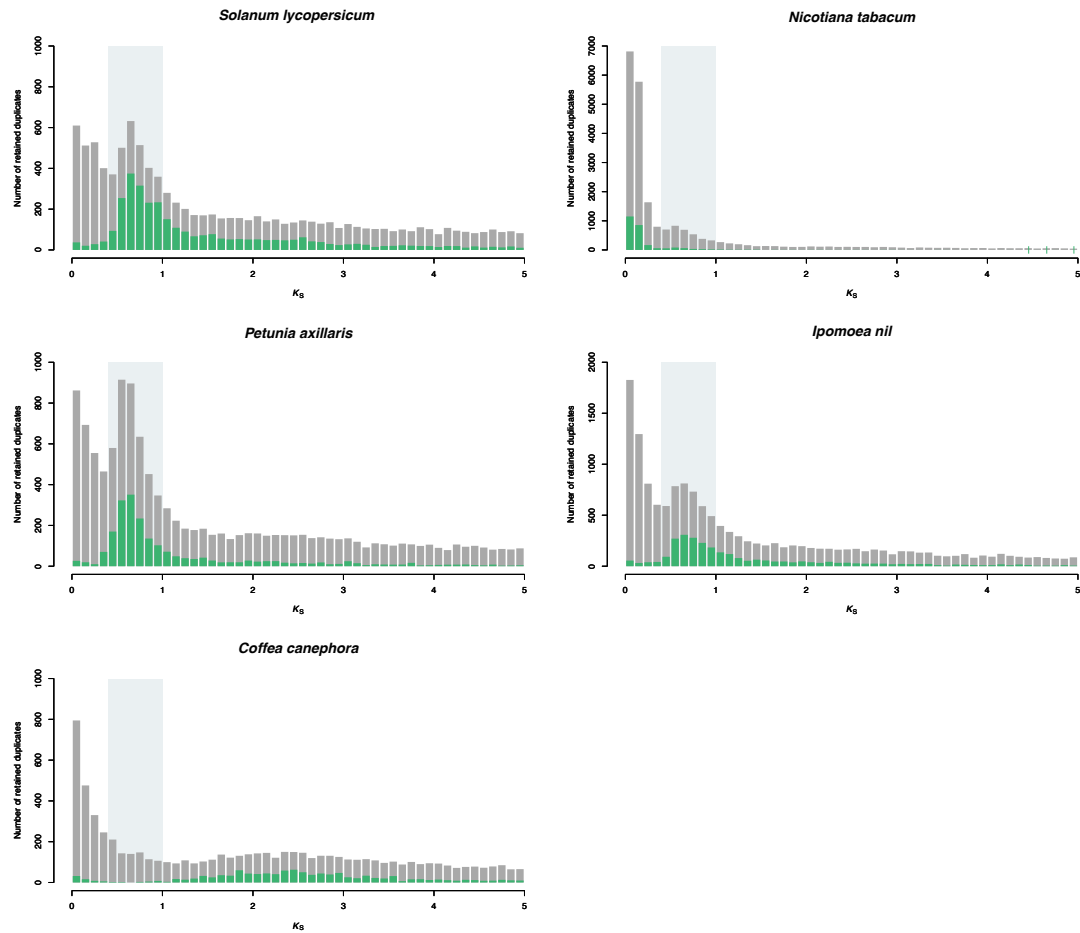 Solanum lycopersicum
Number of retained duplicates
0 200 400 600 800 1000
0 1 2 3 4 5
KS
Nicotiana tabacum
Number of retained duplicates
0 1000 2000 3000 4000 5000 6000 7000
0 1 2 3 4 5
KS
Petunia axillaris
Number of retained duplicates
0 200 400 600 800 1000
0 1 2 3 4 5
KS
Ipomoea nil
Number of retained duplicates
0 500 1000 1500 2000
0 1 2 3 4 5
KS
Coffea canephora
Number of retained duplicates
0 200 400 600 800 1000
0 1 2 3 4 5
KS